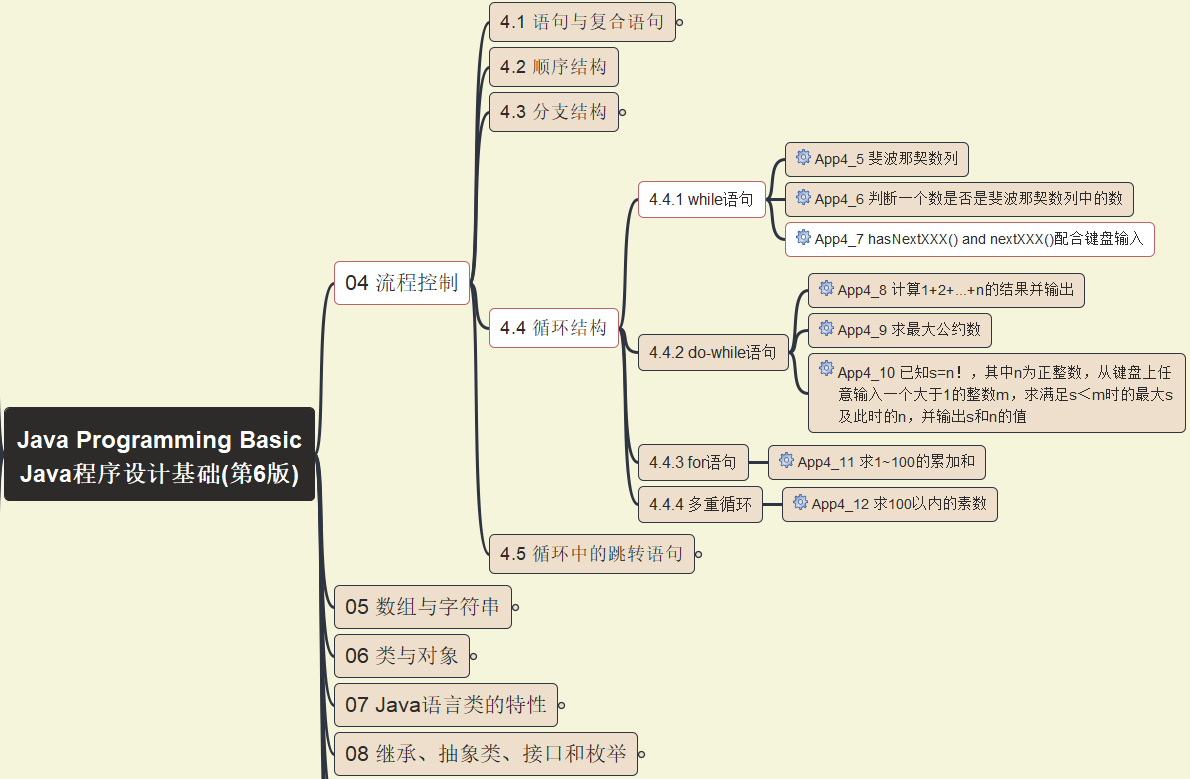 Java Programming Basic
Java程序设计基础(第6版)
04 流程控制
4.1 语句与复合语句
4.2 顺序结构
4.3 分支结构
4.4 循环结构
4.4.1 while语句
App4_5 斐波那契数列
App4_6 判断一个数是否是斐波那契数列中的数
App4_7 hasNextXXX() and nextXXX()配合键盘输入
4.4.2 do-while语句
App4_8 计算1+2+...+n的结果并输出
App4_9 求最大公约数
App4_10 已知s=n！，其中n为正整数，从键盘上任
意输入一个大于1的整数m，求满足s＜m时的最大s
及此时的n，并输出s和n的值
4.4.3 for语句
App4_11 求1~100的累加和
4.4.4 多重循环
App4_12 求100以内的素数
4.5 循环中的跳转语句
05 数组与字符串
06 类与对象
07 Java语言类的特性
08 继承、抽象类、接口和枚举